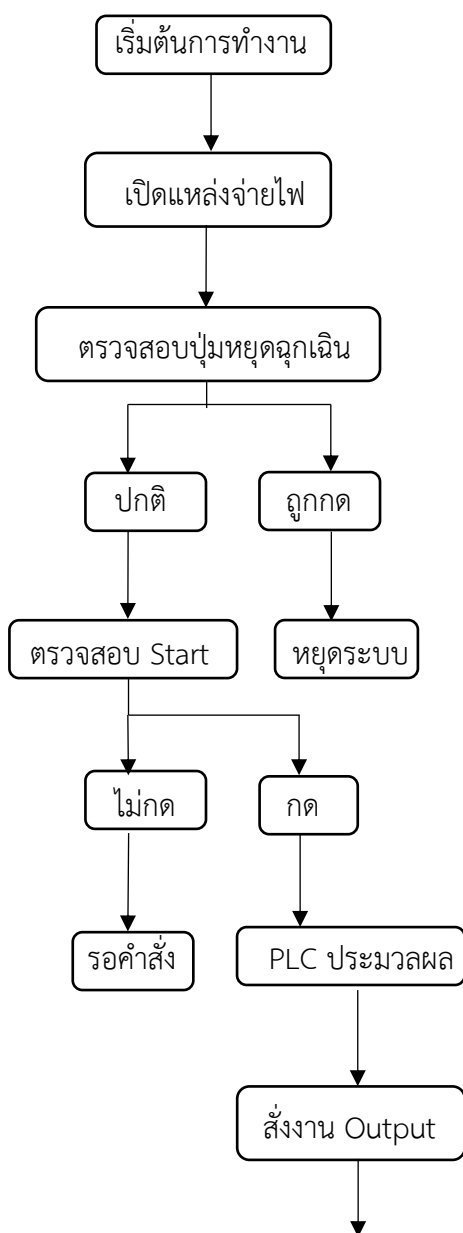 เริ่มต้นการทำงาน
เปิดแหล่งจ่ายไฟ
ตรวจสอบปุ่มหยุดฉุกเฉิน
ปกติ
ถูกกด
ตรวจสอบ Start
หยุดระบบ
ไม่กด
กด
รอคำสั่ง
PLC ประมวลผล
สั่งงาน Output